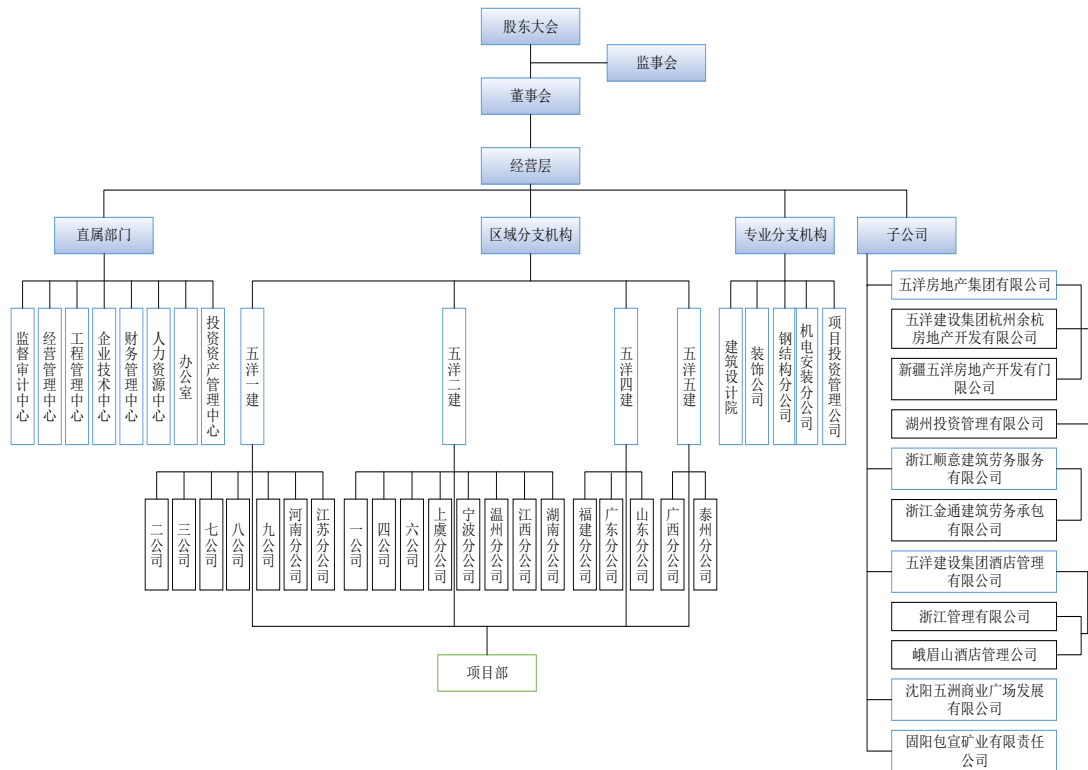 股东大会
监事会
董事会
经营层
直属部门
区域分支机构
专业分支机构
子公司
监督审计中心
经营管理中心
工程管理中心
企业技术中心
财务管理中心
人力资源中心
办公室
投资资产管理中心
五洋一建
五洋二建
五洋四建
五洋五建
建筑设计院
装饰公司
钢结构分公司
机电安装分公司
项目投资管理公司
二公司
三公司
七公司
八公司
九公司
河南分公司
江苏分公司
一公司
四公司
六公司
上虞分公司
宁波分公司
温州分公司
江西分公司
湖南分公司
福建分公司
广东分公司
山东分公司
广西分公司
泰州分公司
项目部
五洋房地产集团有限公司
五洋建设集团杭州余杭
房地产开发有限公司
新疆五洋房地产开发有门
限公司
湖州投资管理有限公司
浙江顺意建筑劳务服务
有限公司
浙江金通建筑劳务承包
有限公司
五洋建设集团酒店管理
有限公司
浙江管理有限公司
峨眉山酒店管理公司
沈阳五洲商业广场发展
有限公司
固阳包宣矿业有限责任
公司